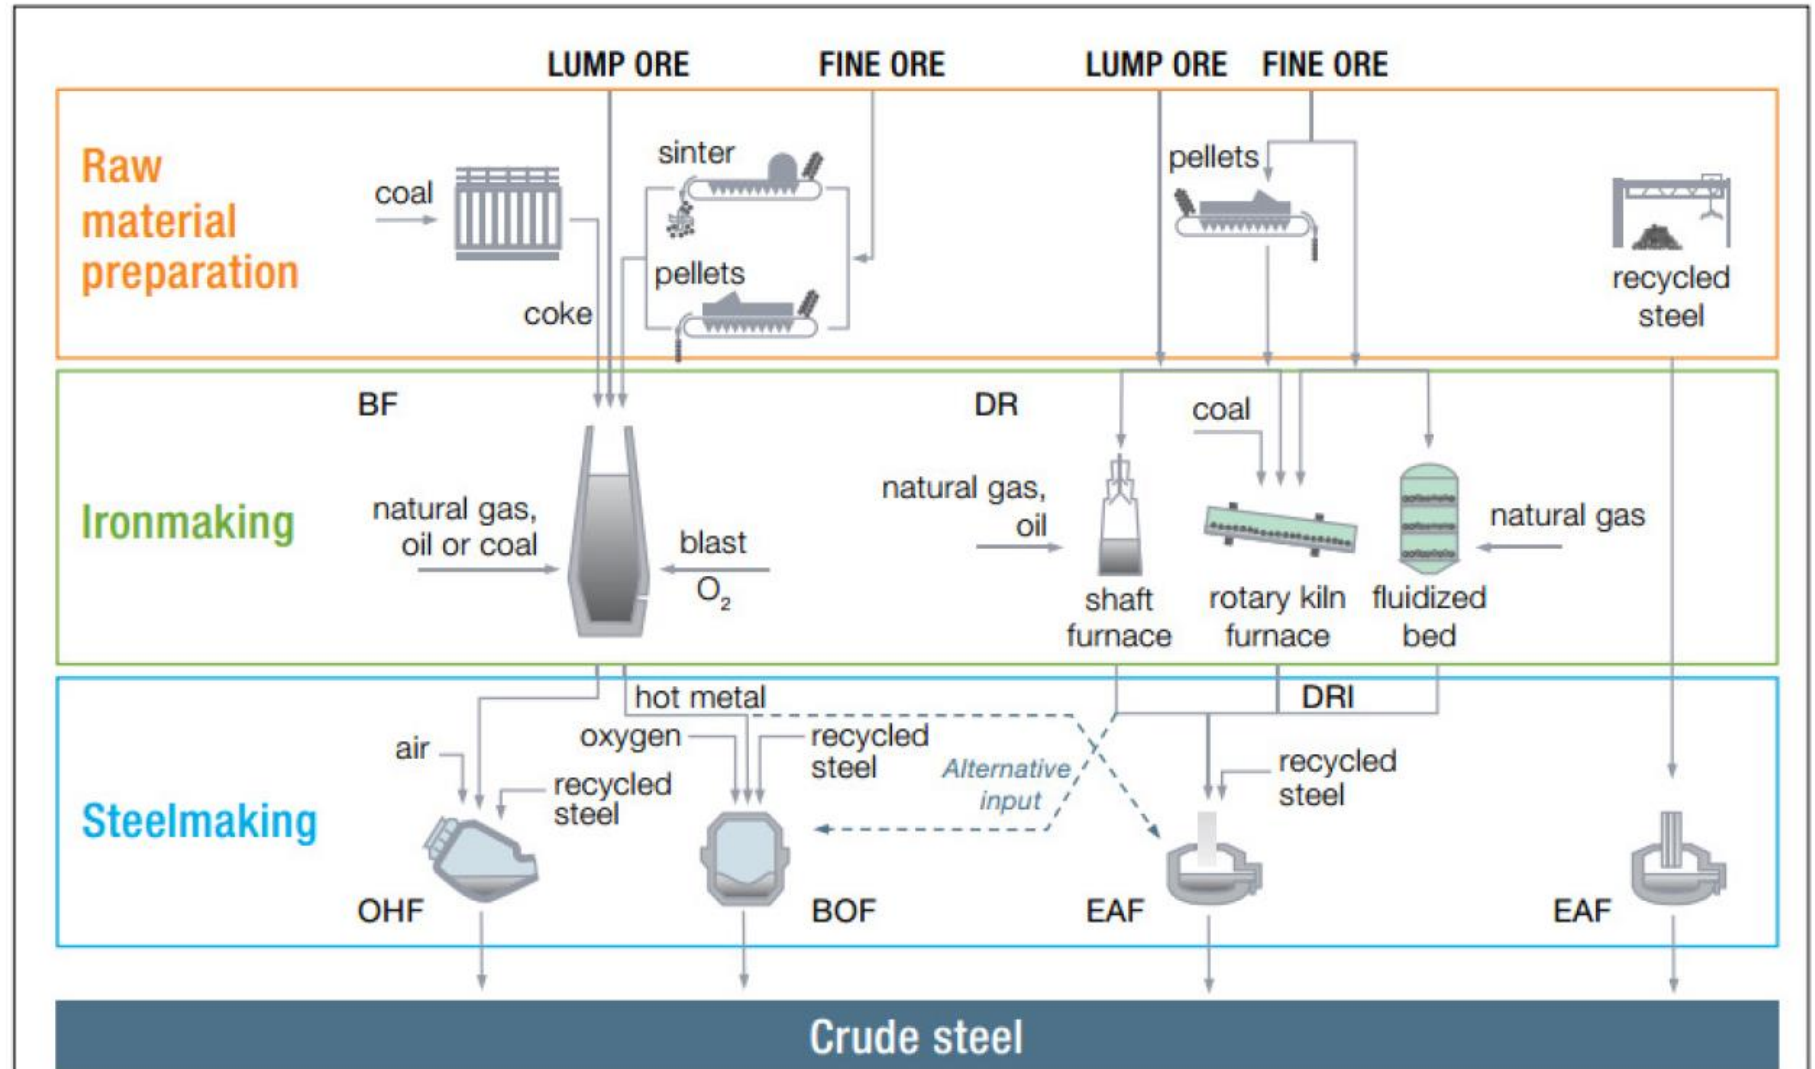 LUMP ORE
FINE ORE
LUMP ORE
FINE ORE
Raw
material
preparation
coal
coke
sinter
pellets
pellets
recycled
steel
Ironmaking
BF
natural gas,
oil or coal
blast
O₂
DR
coal
natural gas,
oil
natural gas
shaft
furnace
rotary kiln
furnace
fluidized
bed
Steelmaking
hot metal
air
recycled
steel
oxygen
recycled
steel
Alternative
input
DRI
recycled
steel
OHF
BOF
EAF
EAF
Crude steel